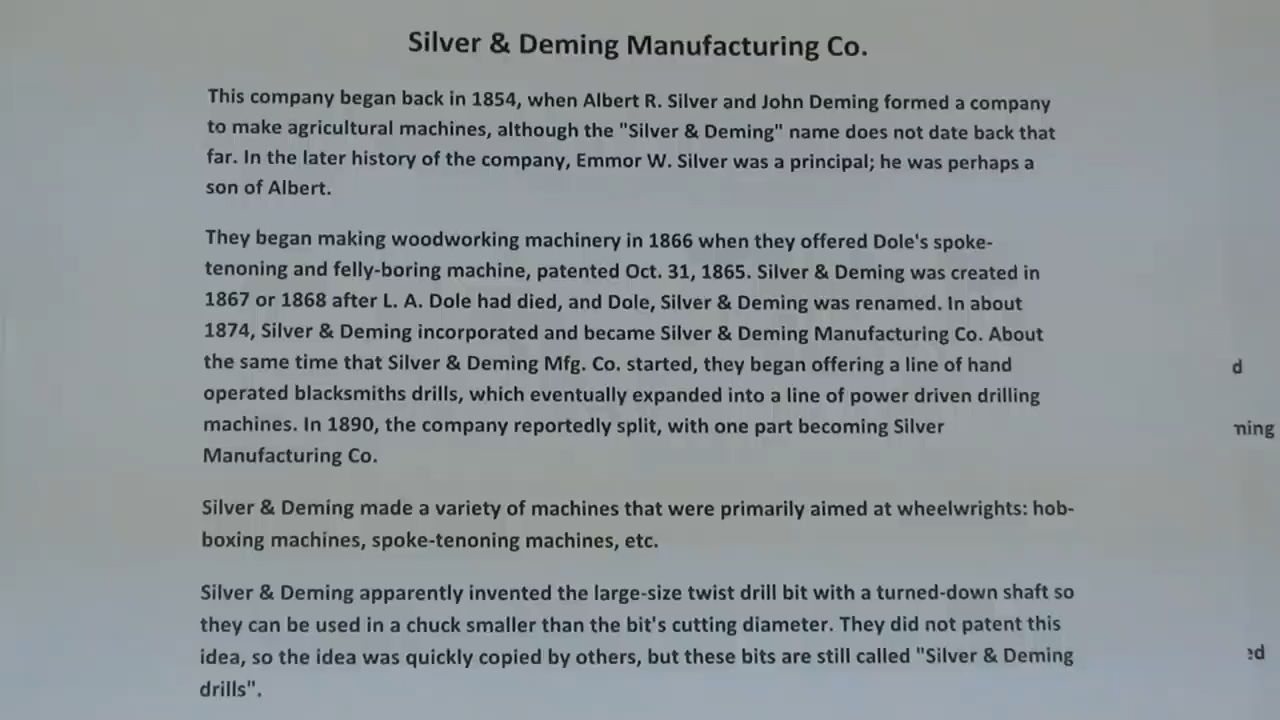 Silver & Deming Manufacturing Co.
This company began back in 1854, when Albert R. Silver and John Deming formed a company
to make agricultural machines, although the "Silver & Deming" name does not date back that
far. In the later history of the company, Emmor W. Silver was a principal; he was perhaps a
son of Albert.
They began making woodworking machinery in 1866 when they offered Dole's spoke-
tenoning and felly-boring machine, patented Oct. 31, 1865. Silver & Deming was created in
1867 or 1868 after L. A. Dole had died, and Dole, Silver & Deming was renamed. In about
1874, Silver & Deming incorporated and became Silver & Deming Manufacturing Co. About
the same time that Silver & Deming Mfg. Co. started, they began offering a line of hand
operated blacksmiths drills, which eventually expanded into a line of power driven drilling
machines. In 1890, the company reportedly split, with one part becoming Silver
Manufacturing Co.
Silver & Deming made a variety of machines that were primarily aimed at wheelwrights: hob-
boxing machines, spoke-tenoning machines, etc.
Silver & Deming apparently invented the large-size twist drill bit with a turned-down shaft so
they can be used in a chuck smaller than the bit's cutting diameter. They did not patent this
idea, so the idea was quickly copied by others, but these bits are still called "Silver & Deming
drills".
d
ning
ed